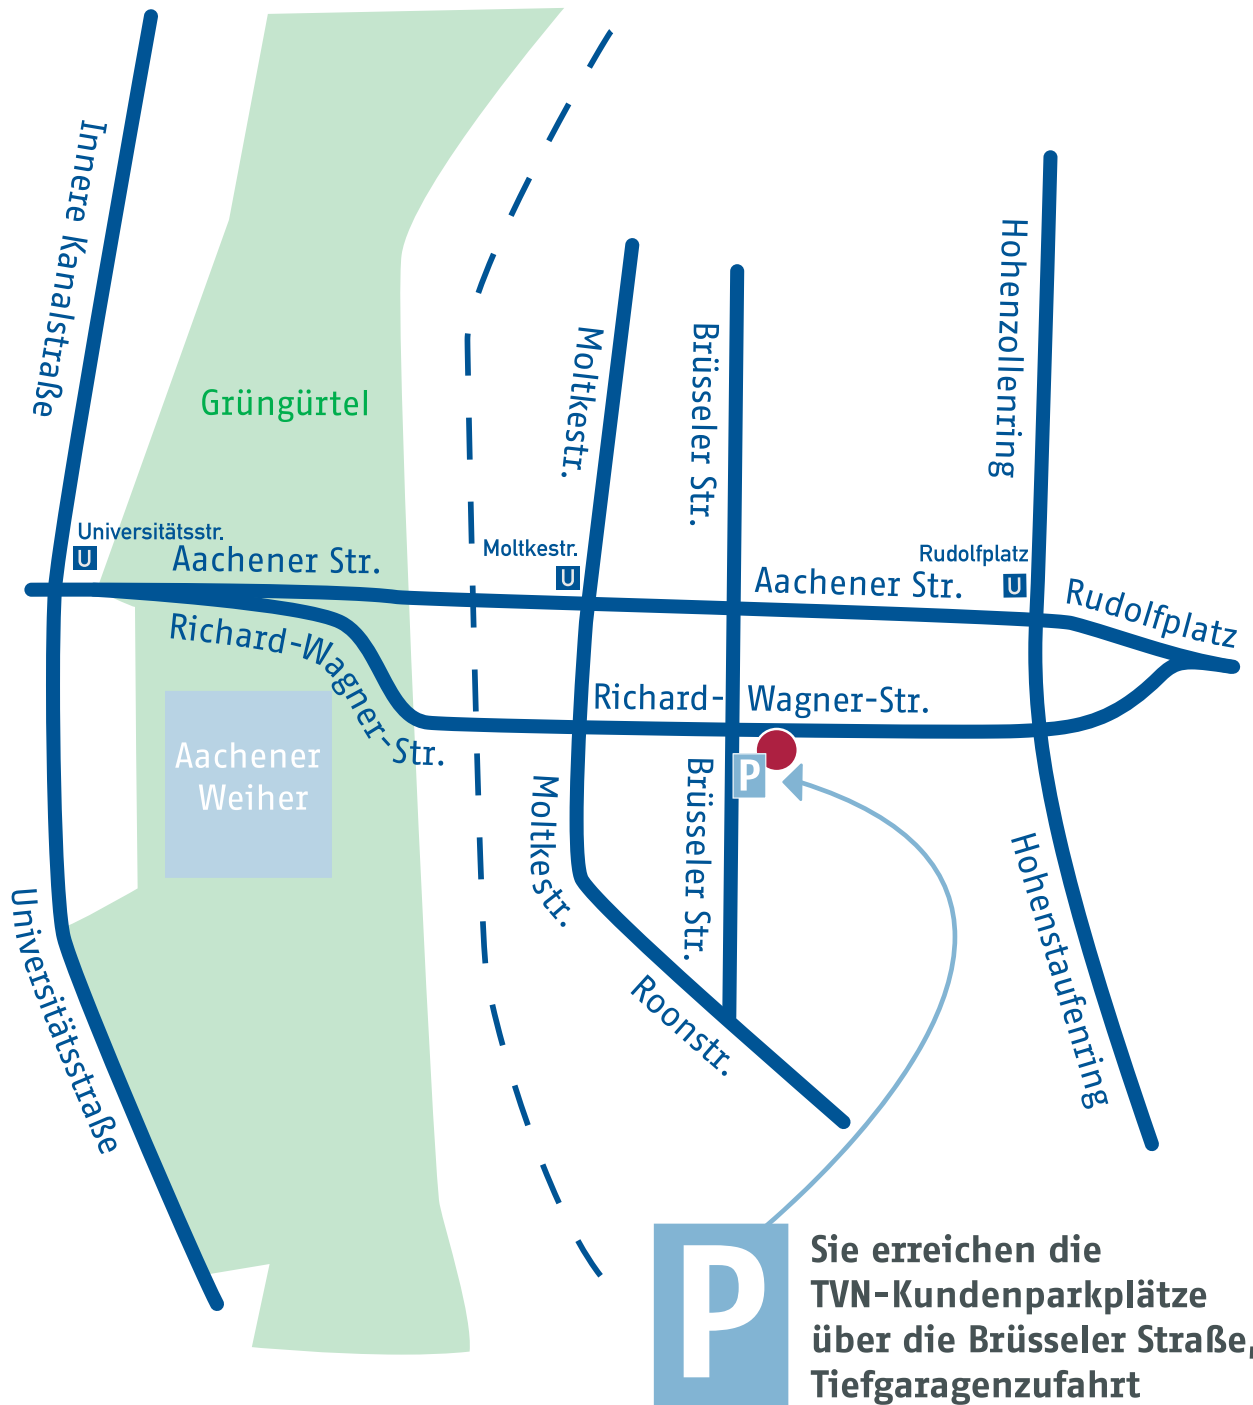 Innere Kanalstraße
Grüngürtel
Moltkestr.
Brüsseler Str.
Hohenzollenring
Universitätsstr.
U
Aachener Str.
Moltkestr.
U
Aachener Str.
Rudolfplatz
U
Rudolfplatz
Richard-Wagner-Str.
Richard- Wagner-Str.
Aachener
Weiher
P
Moltkestr.
Brüsseler Str.
Hohenstaufenring
Universitätsstraße
Roonstr.
P
Sie erreichen die
TVN-Kundenparkplätze
über die Brüsseler Straße,
Tiefgaragenzufahrt